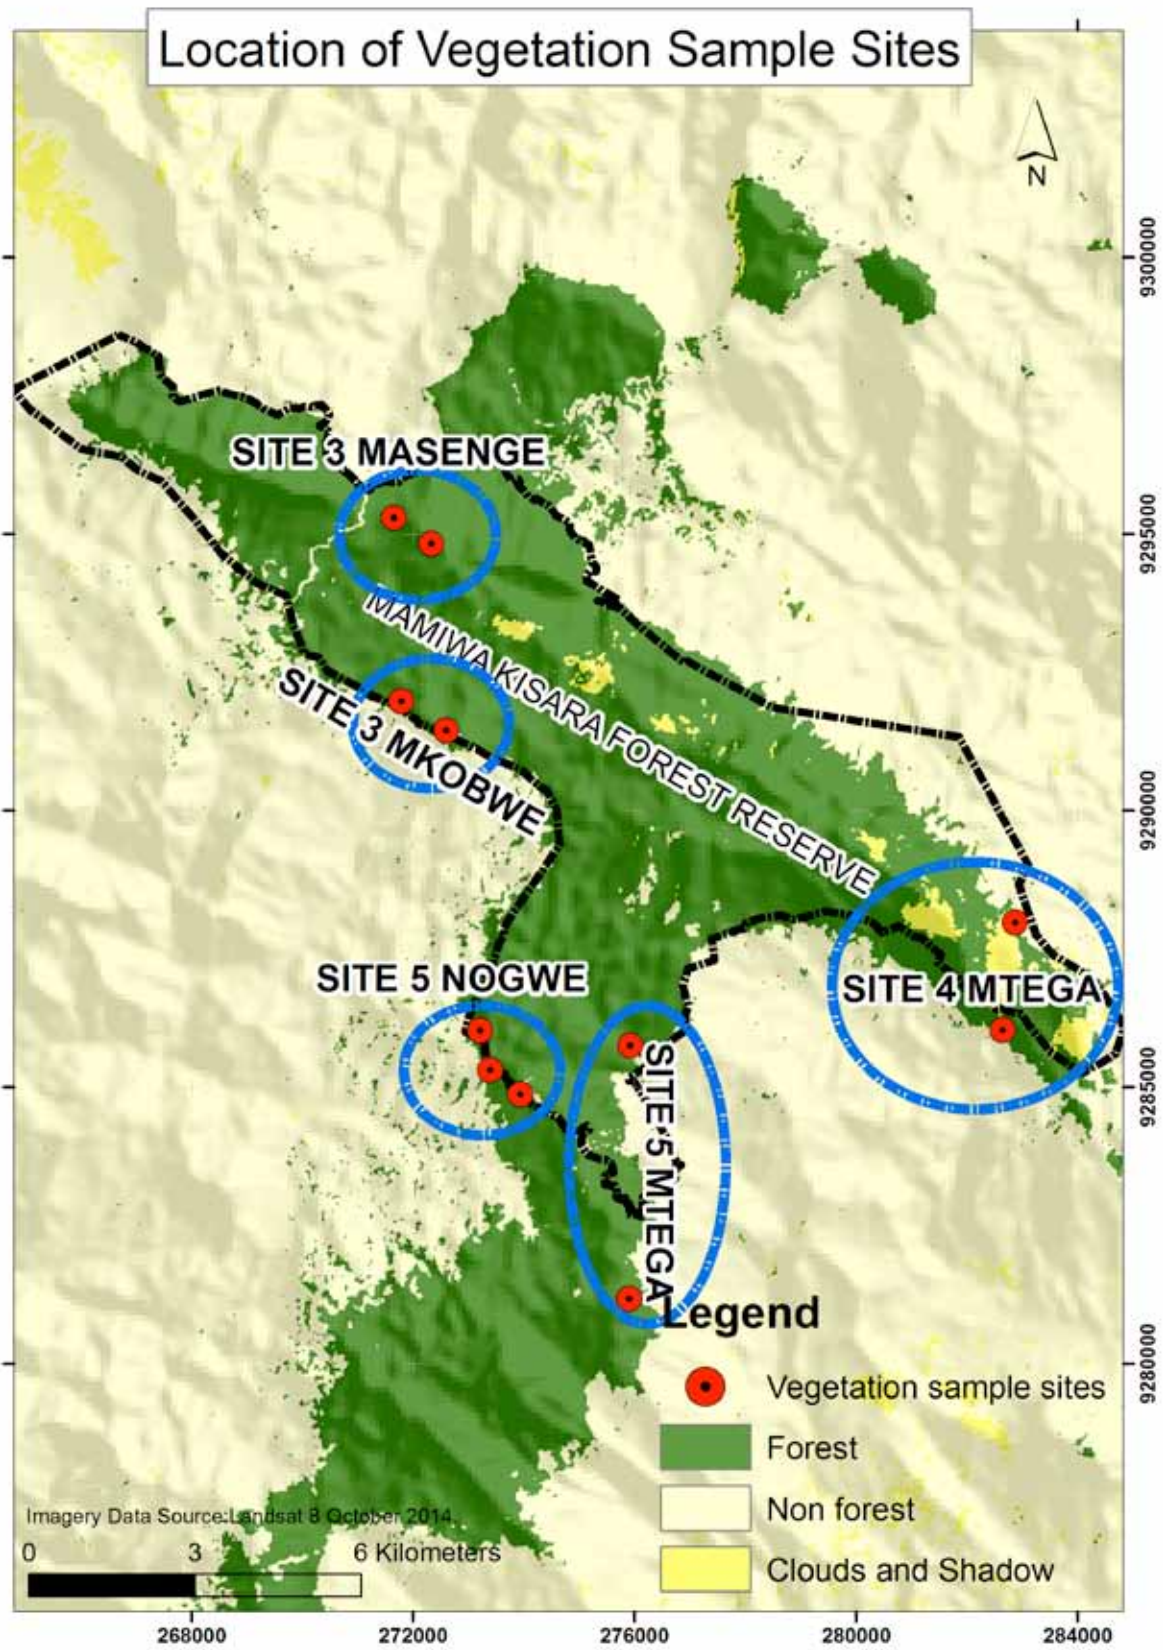 Location of Vegetation Sample Sites
N
9300000
SITE 3 MASENGE
9295000
MAMIWA KISARA FOREST RESERVE
SITE 3 MKOBWE
9290000
SITE 5 NOGWE
SITE 4 MTEGA
9285000
SITE 5 MTEGA
Legend
9280000
Vegetation sample sites
Forest
Non forest
Clouds and Shadow
Imagery Data Source:Landsat 8 October 2014.
0 3 6 Kilometers
268000 272000 276000 280000 284000